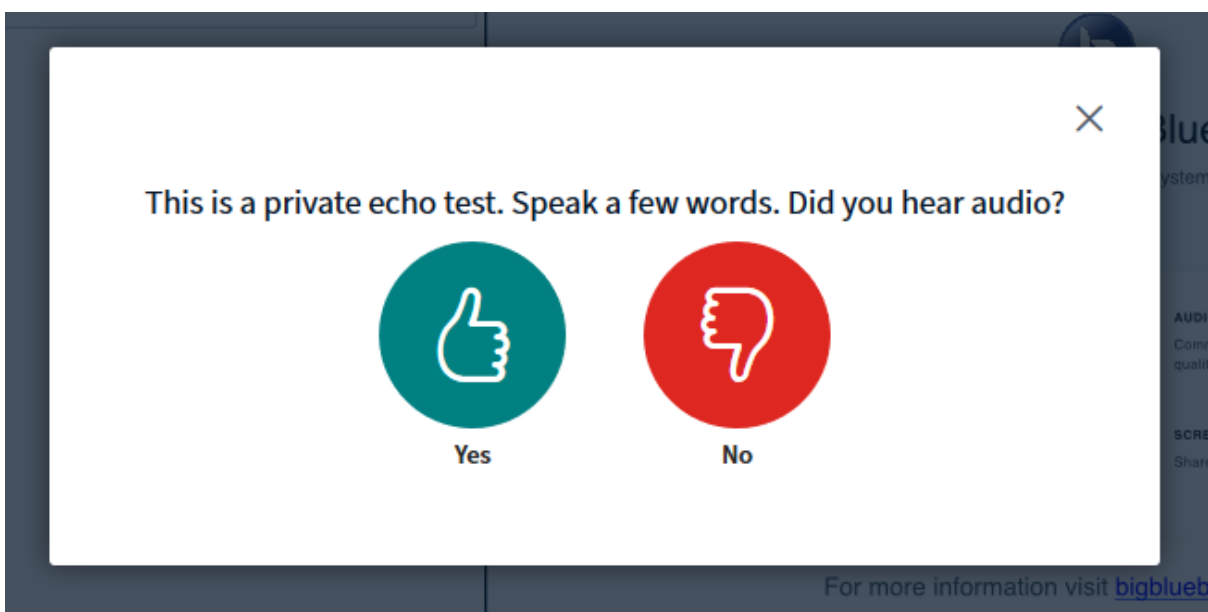 This is a private echo test. Speak a few words. Did you hear audio?
Yes
No
For more information visit